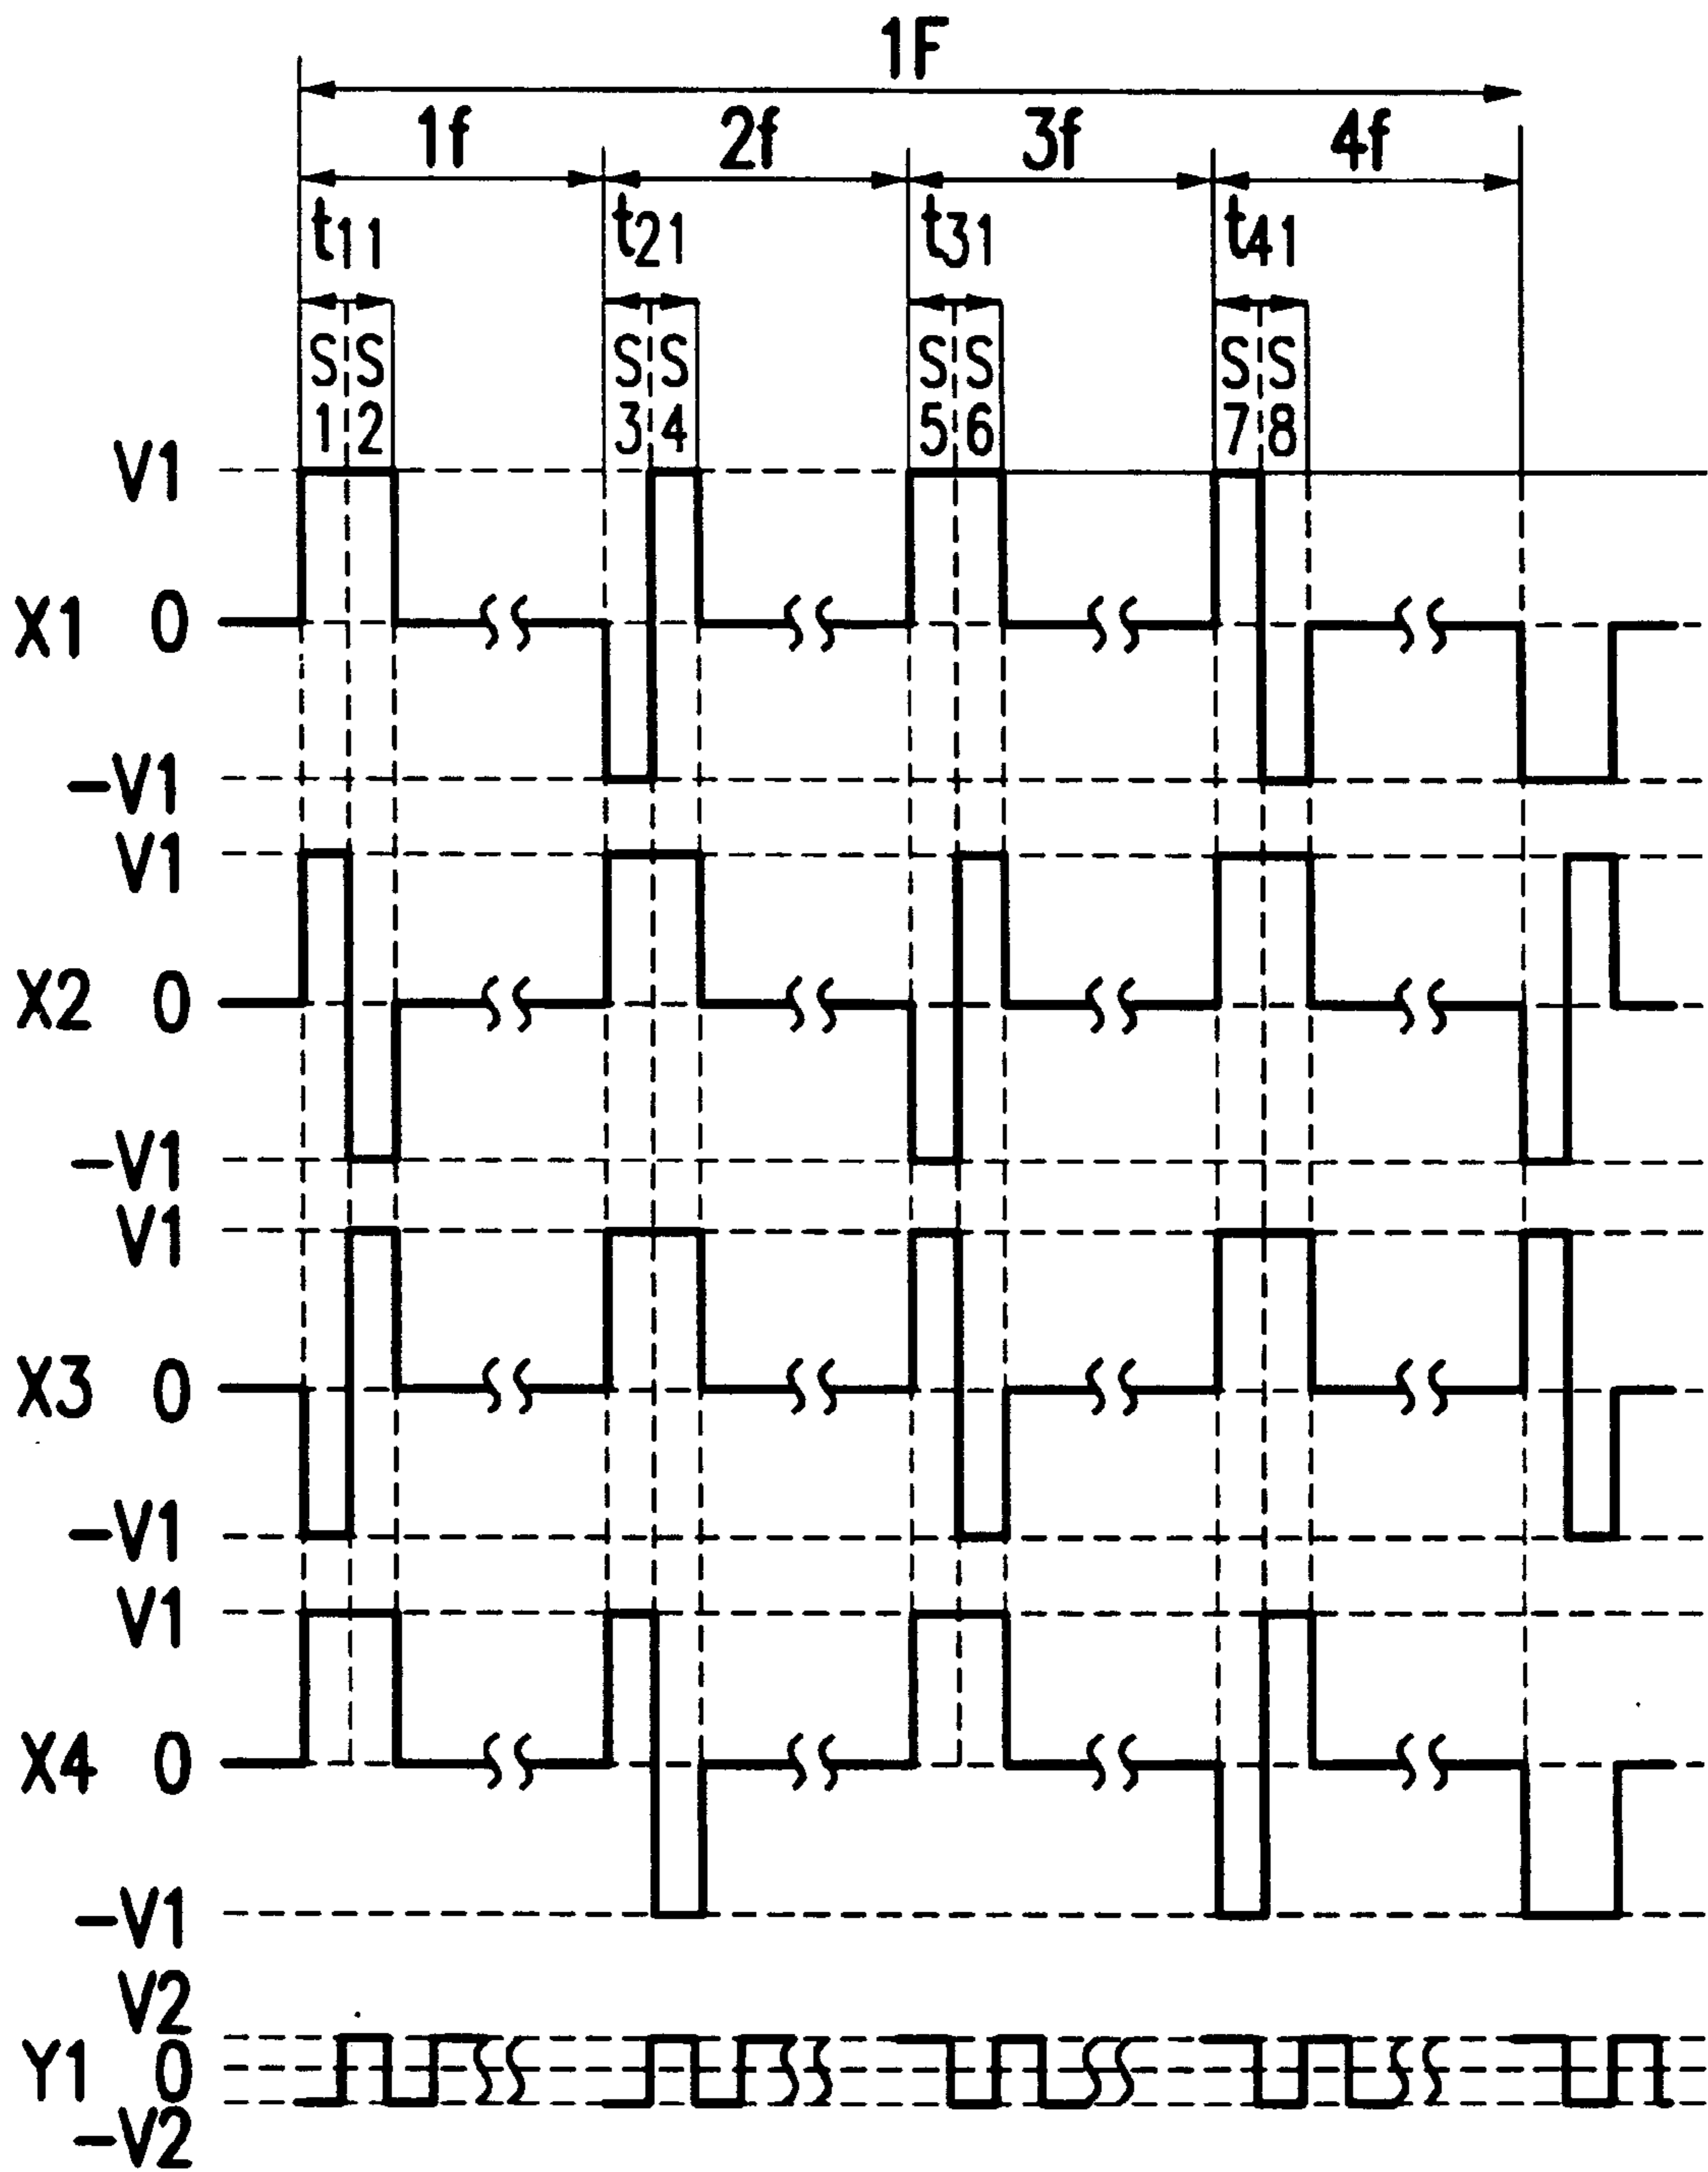 1F
1f 2f 3f 4f
t11 t21 t31 t41
S S S S S S S S
1 2 3 4 5 6 7 8
V1
X1 0
-V1
V1
X2 0
-V1
V1
X3 0
-V1
V1
X4 0
-V1
V2
Y1 0
-V2